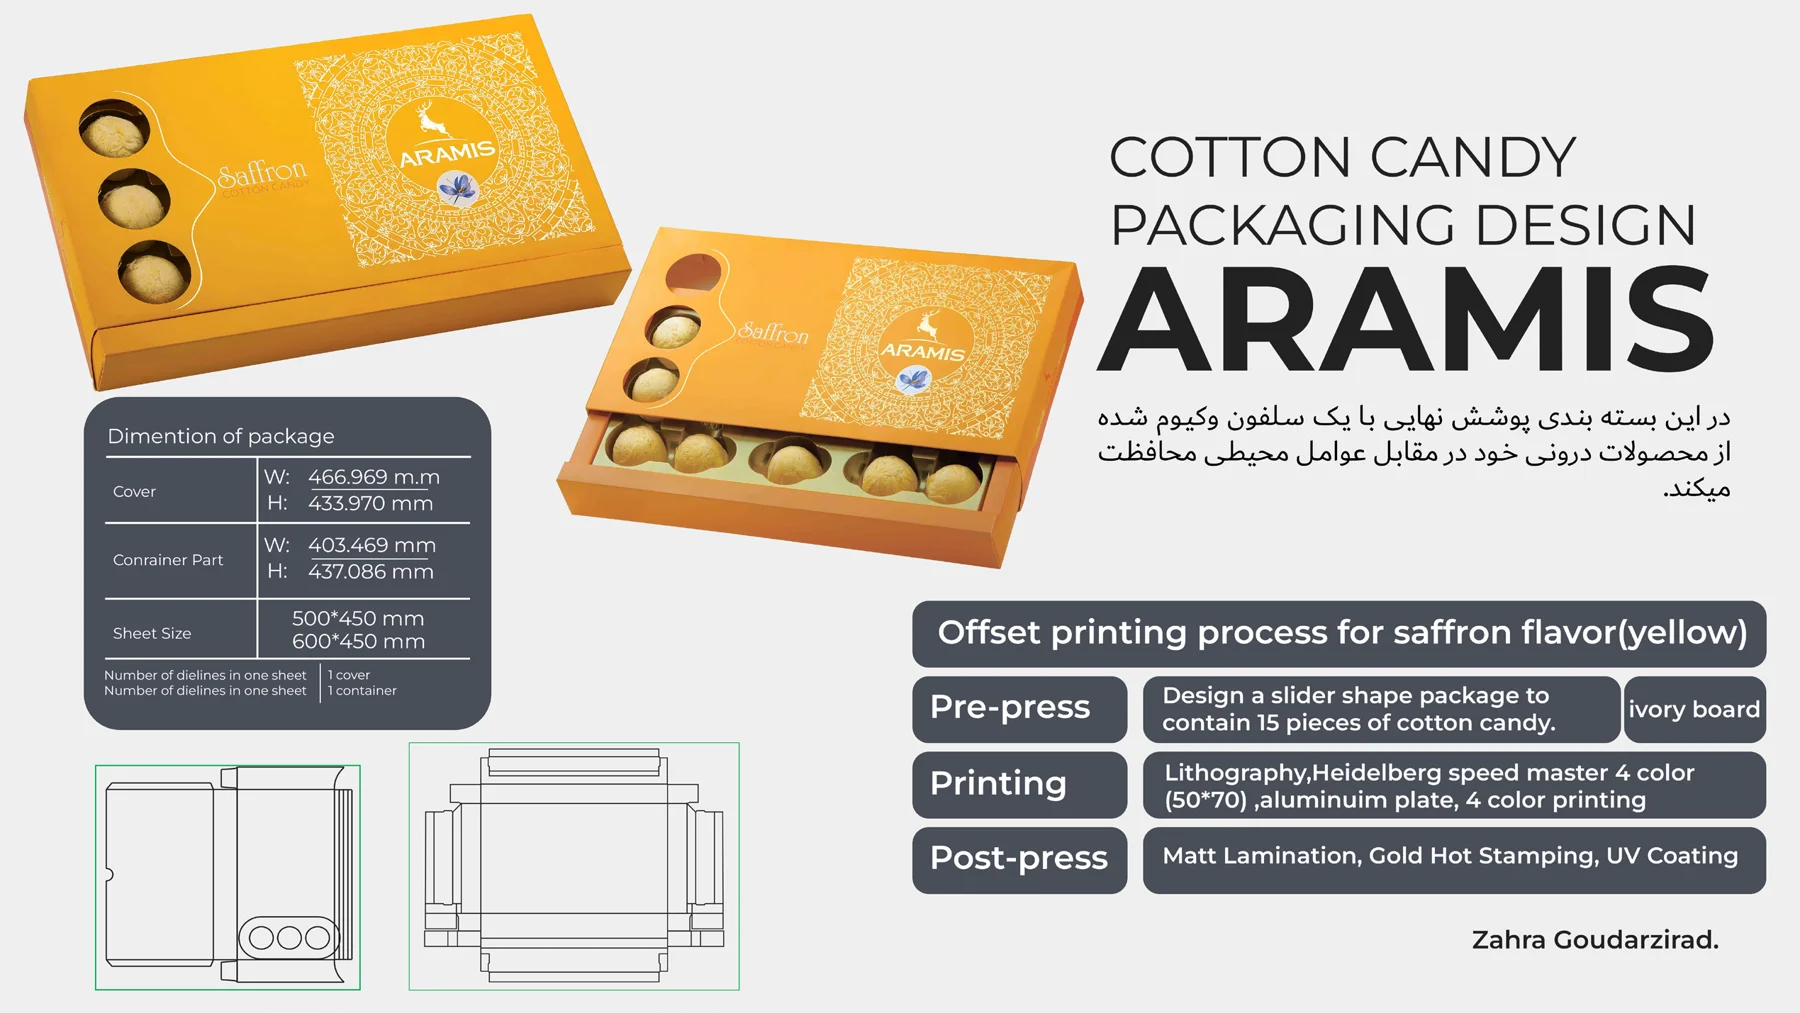 Saffron
COTTON CANDY
ARAMIS
Saffron
ARAMIS
COTTON CANDY
PACKAGING DESIGN
ARAMIS
در این بسته بندی پوشش نهایی با یک سلفون وکیوم شده
از محصولات درونی خود در مقابل عوامل محیطی محافظت
میکند.
Dimention of package
Cover
W: 466.969 m.m
H: 433.970 mm
Conrainer Part
W: 403.469 mm
H: 437.086 mm
Sheet Size
500*450 mm
600*450 mm
Number of dielines in one sheet 1 cover
Number of dielines in one sheet 1 container
Offset printing process for saffron flavor(yellow)
Pre-press
Design a slider shape package to
contain 15 pieces of cotton candy.
ivory board
Printing
Lithography,Heidelberg speed master 4 color
(50*70) ,aluminuim plate, 4 color printing
Post-press
Matt Lamination, Gold Hot Stamping, UV Coating
Zahra Goudarzirad.